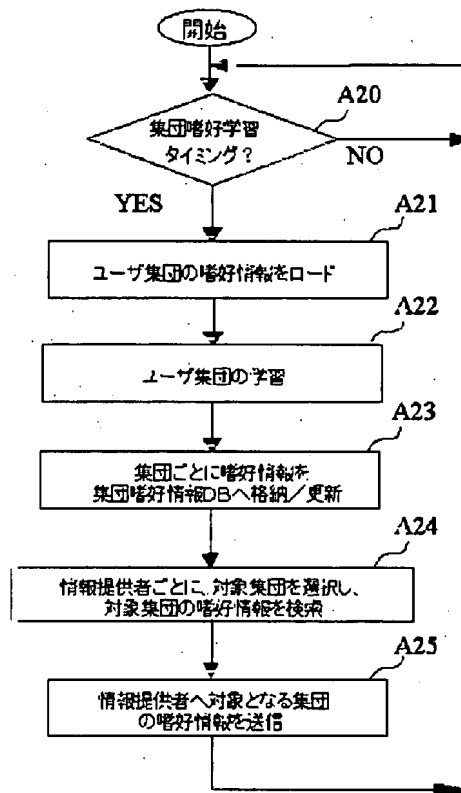 開始
A20
集団嗜好学習
タイミング？
NO
YES
A21
ユーザ集団の嗜好情報をロード
A22
ユーザ集団の学習
A23
集団ごとに嗜好情報を
集団嗜好情報DBへ格納／更新
A24
情報提供者ごとに、対象集団を選択し、
対象集団の嗜好情報を検索
A25
情報提供者へ対象となる集団
の嗜好情報を送信